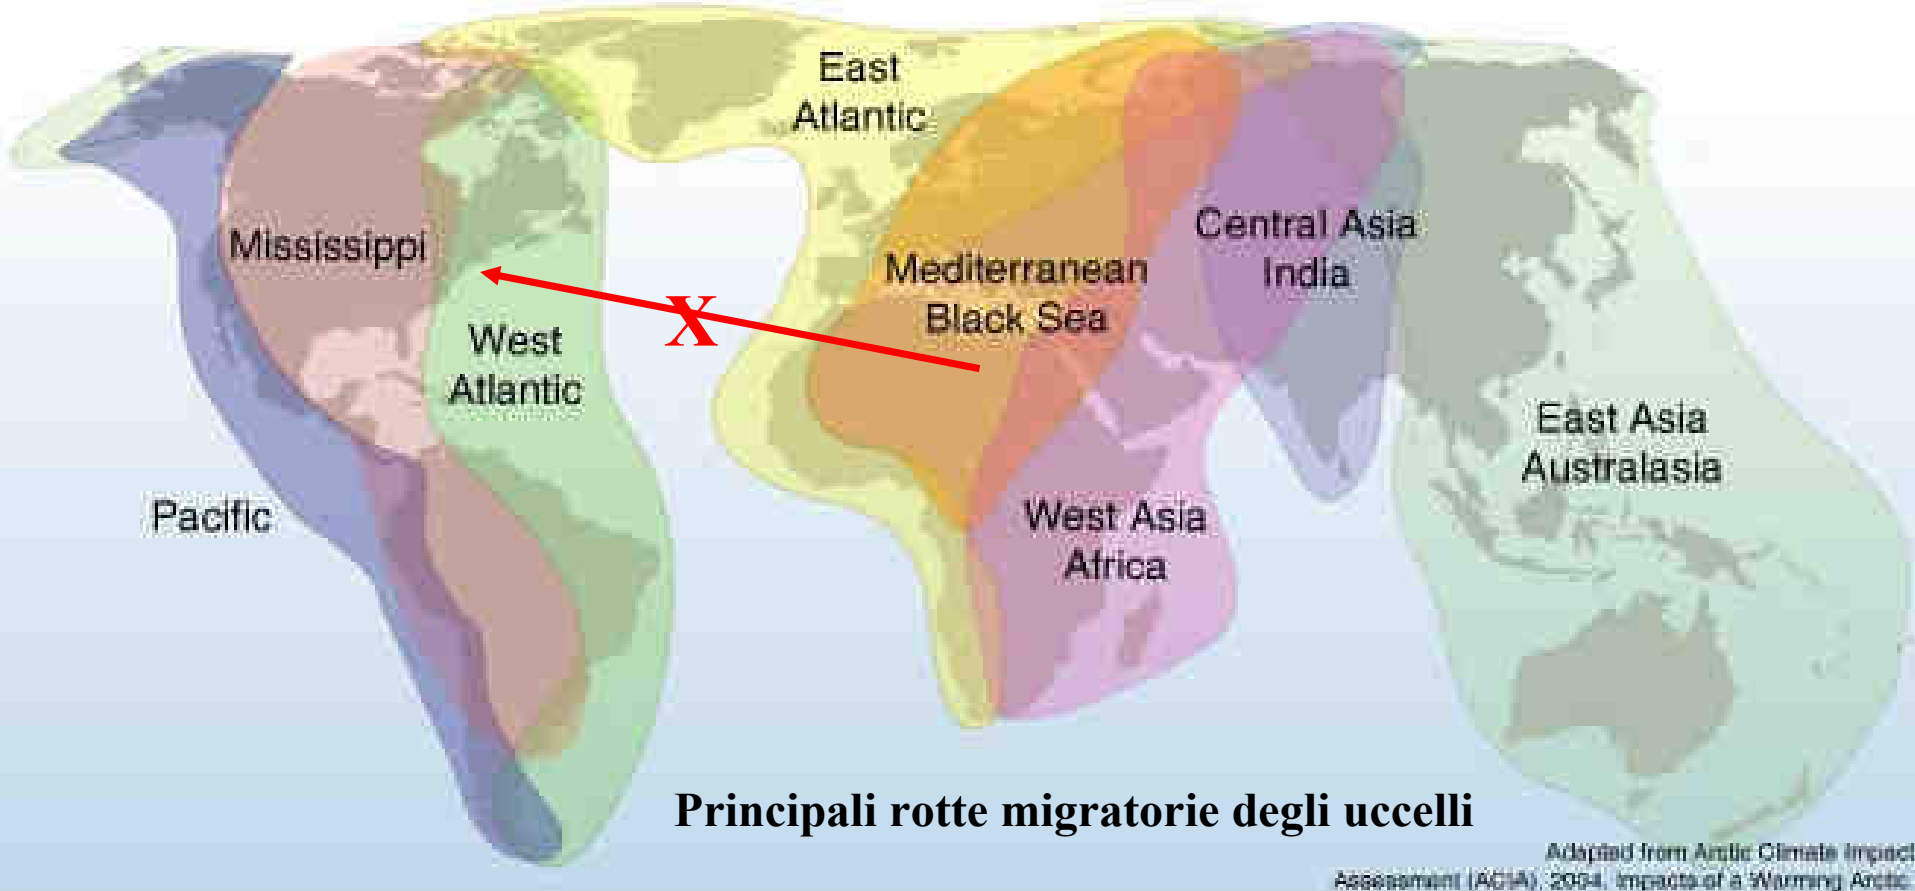 East
Atlantic
Mississippi
Central Asia
India
Mediterranean
Black Sea
X
West
Atlantic
East Asia
Australasia
Pacific
West Asia
Africa
Principali rotte migratorie degli uccelli
Adapted from Arctic Climate Impact
Assessment (ACIA), 2004, Impacts of a Warming Arctic.